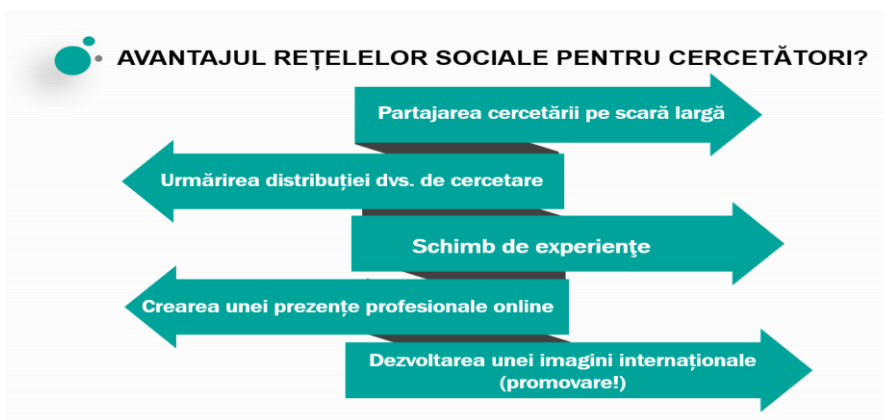 AVANTAJUL REȚELELOR SOCIALE PENTRU CERCETĂTORI?
Partajarea cercetării pe scară largă
Urmărirea distribuției dvs. de cercetare
Schimb de experienţe
Crearea unei prezențe profesionale online
Dezvoltarea unei imagini internaționale
(promovare!)